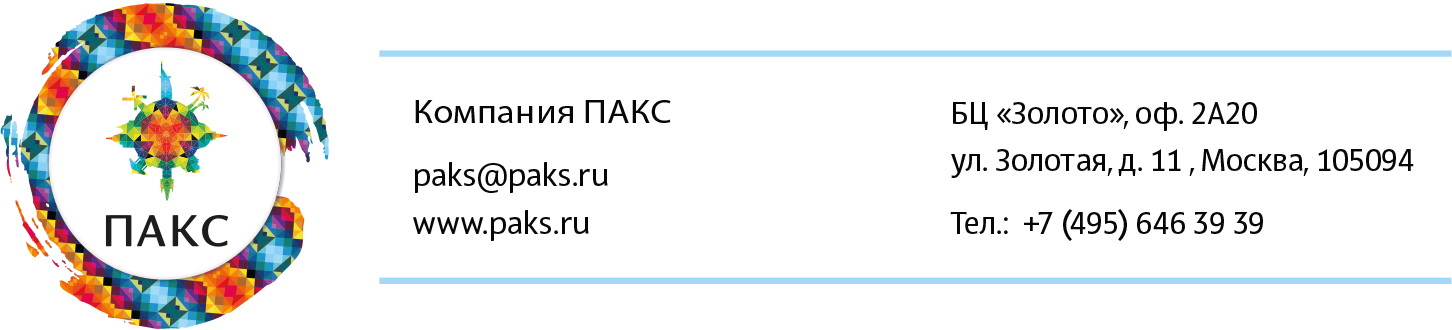 ПАКС
Компания ПАКС
paks@paks.ru
www.paks.ru
БЦ «Золото», оф. 2А20
ул. Золотая, д. 11 , Москва, 105094
Тел.: +7 (495) 646 39 39